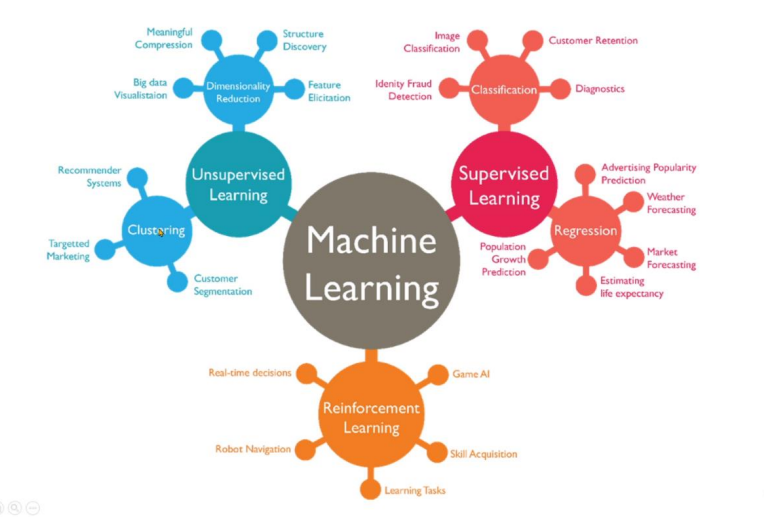 Meaningful
Compression
Structure
Discovery
Big data
Visualistaion
Dimensionality
Reduction
Feature
Elicitation
Image
Classification
Customer Retention
Idenity Fraud
Detection
Classification
Diagnostics
Unsupervised
Learning
Supervised
Learning
Recommender
Systems
Clustering
Targetted
Marketing
Customer
Segmentation
Machine
Learning
Advertising Popularity
Prediction
Weather
Forecasting
Regression
Population
Growth
Prediction
Market
Forecasting
Estimating
life expectancy
Real-time decisions
Game AI
Reinforcement
Learning
Robot Navigation
Skill Acquisition
Learning Tasks